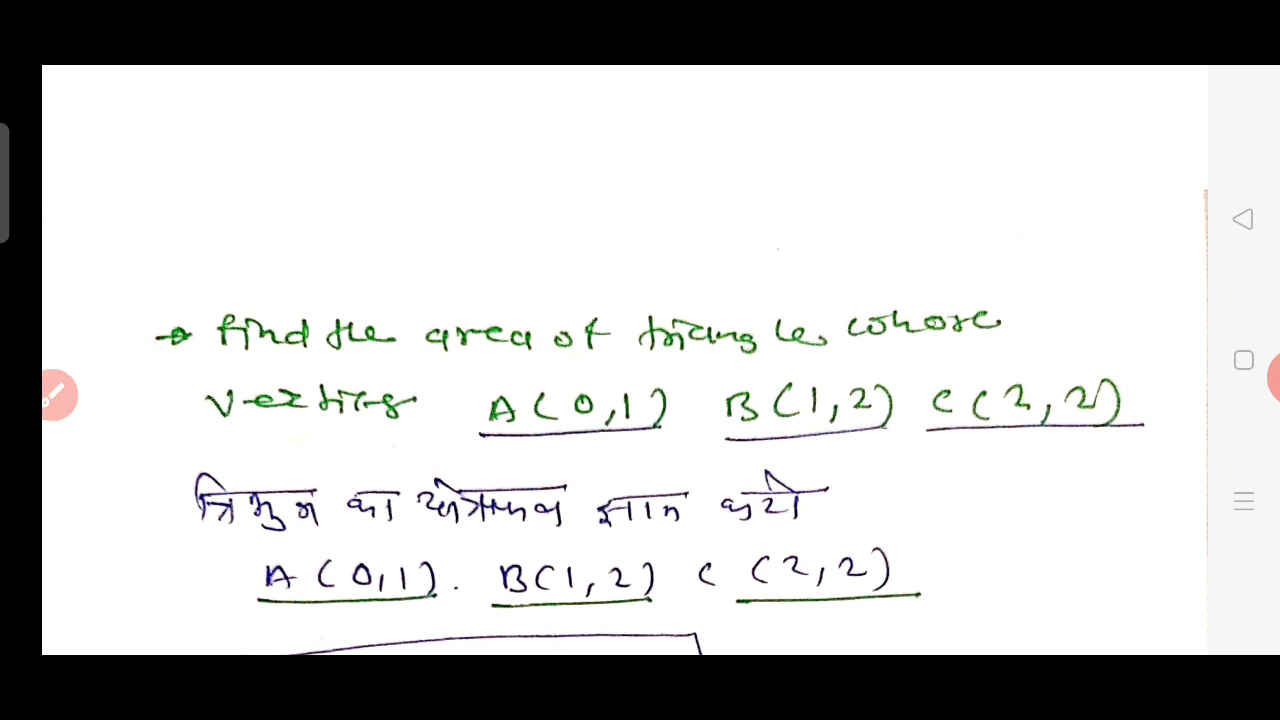 → find the area of triangle whose
vertices A(0,1) B(1,2) C(2,2)
त्रिभुज का क्षेत्रफल ज्ञात करो
A(0,1). B(1,2) C (2,2)